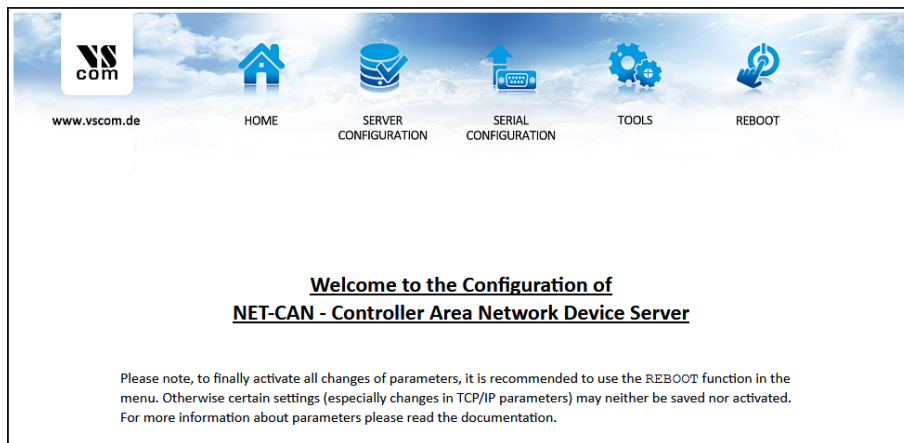 VS
com
www.vscom.de
HOME
SERVER
CONFIGURATION
SERIAL
CONFIGURATION
TOOLS
REBOOT
Welcome to the Configuration of
NET-CAN - Controller Area Network Device Server
Please note, to finally activate all changes of parameters, it is recommended to use the REBOOT function in the
menu. Otherwise certain settings (especially changes in TCP/IP parameters) may neither be saved nor activated.
For more information about parameters please read the documentation.